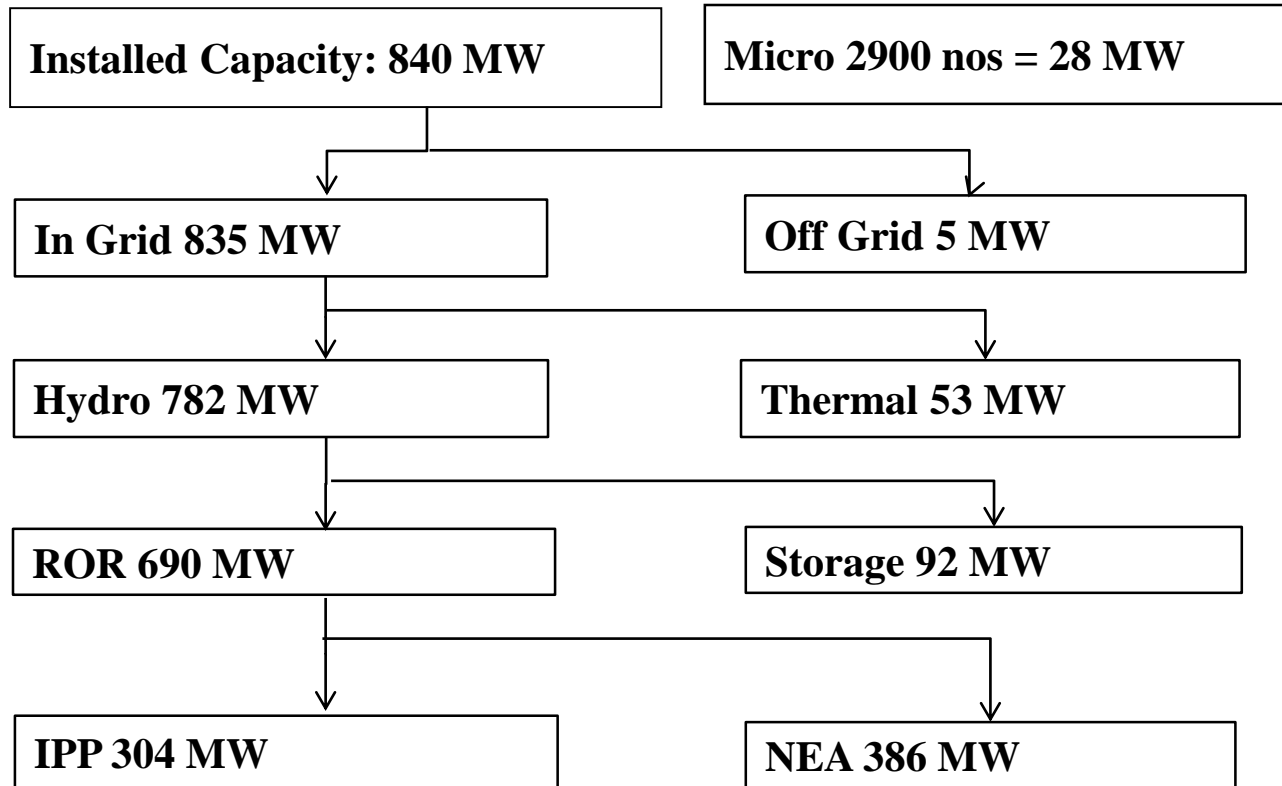 Installed Capacity: 840 MW
Micro 2900 nos = 28 MW
In Grid 835 MW
Off Grid 5 MW
Hydro 782 MW
Thermal 53 MW
ROR 690 MW
Storage 92 MW
IPP 304 MW
NEA 386 MW